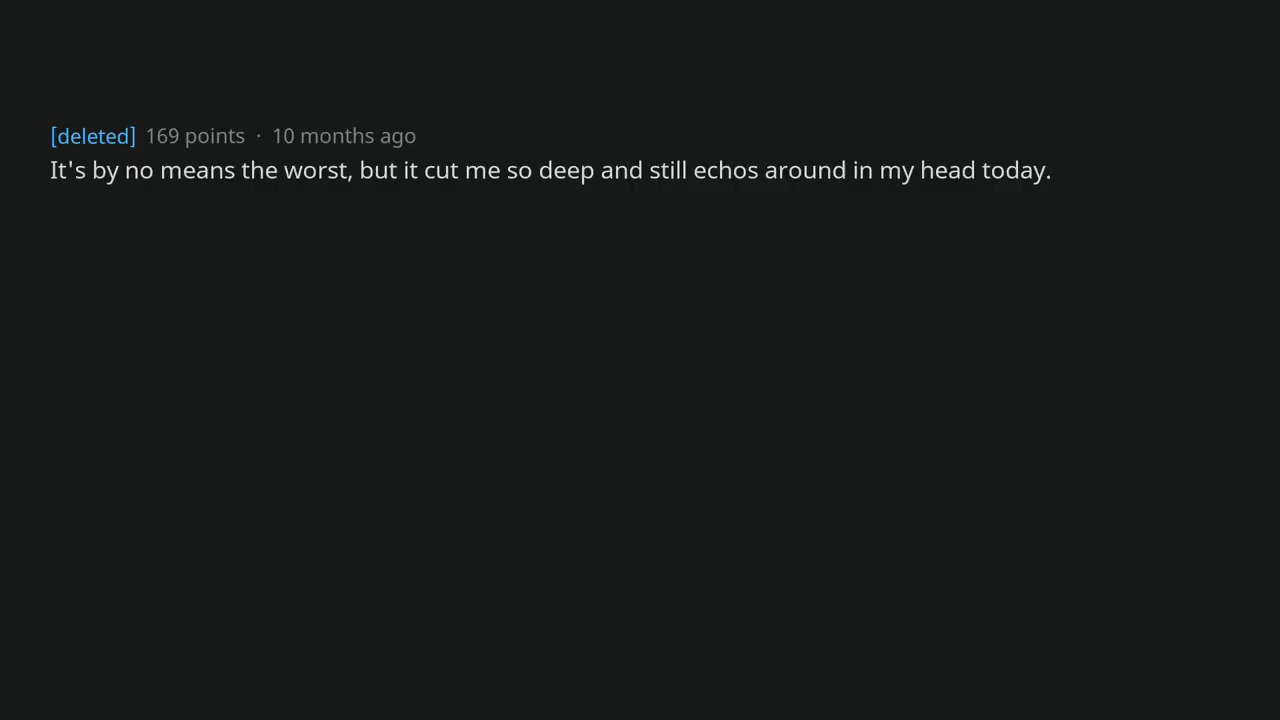 [deleted] 169 points · 10 months ago
It's by no means the worst, but it cut me so deep and still echos around in my head today.